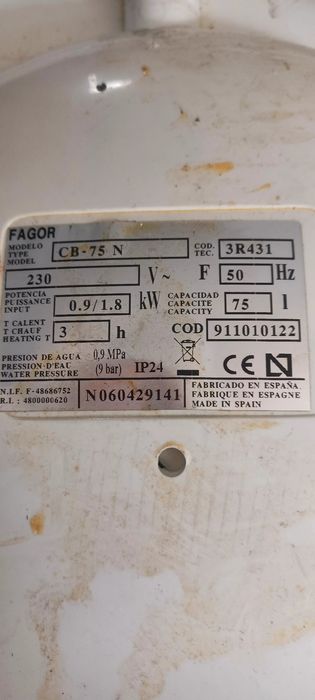 FAGOR
MODELO
TYPE
MODEL
CB-75 N
COD.
TEC.
3R431
230 V~ F 50 Hz
POTENCIA
PUISSANCE
INPUT
0.9/1.8 kW
CAPACIDAD
CAPACITE
CAPACITY
75 l
T CALENT
T CHAUF
HEATING T
3 h
COD 911010122
PRESION DE AGUA
PRESSION-D'EAU
WATER PRESSURE
0,9 MPa
(9 bar)
IP24
CE N
N.I.F. F-48686752
R.I.: 4800000620
N060429141
FABRICADO EN ESPAÑA
FABRIQUE EN ESPAGNE
MADE IN SPAIN